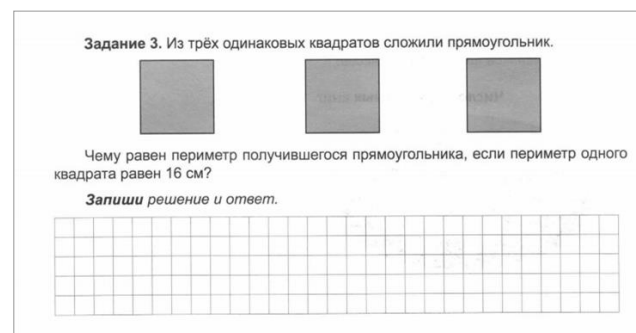 Задание 3. Из трёх одинаковых квадратов сложили прямоугольник.
Чему равен периметр получившегося прямоугольника, если периметр одного
квадрата равен 16 см?
Запиши решение и ответ.